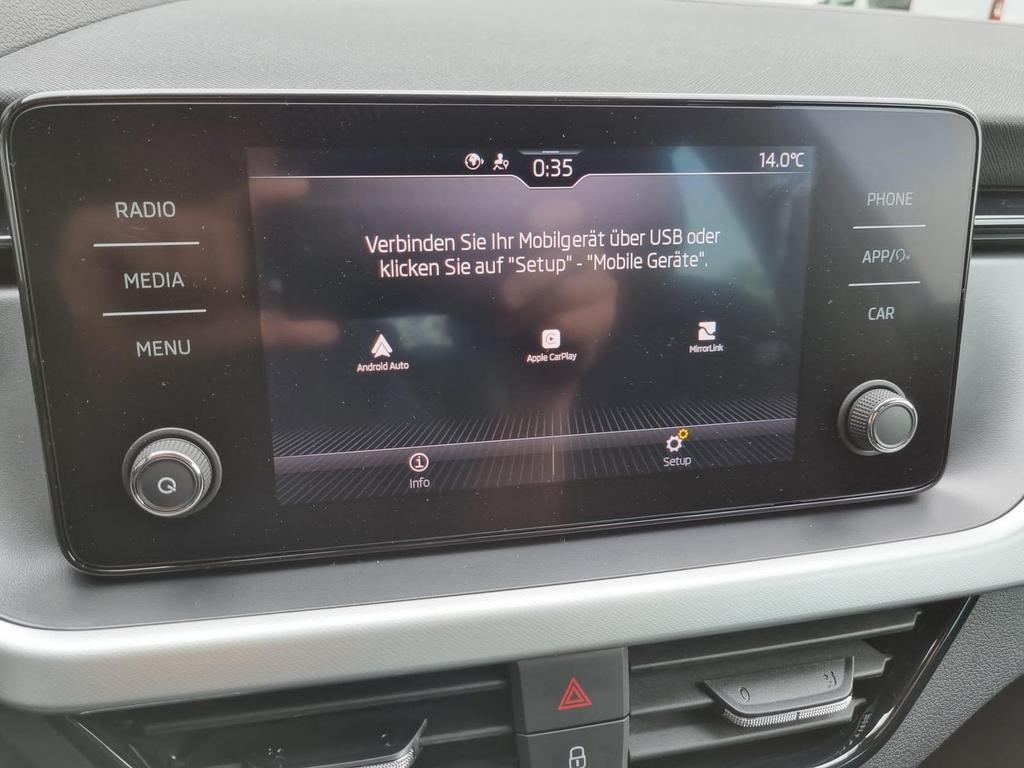 0:35
14.0°C
RADIO
MEDIA
MENU
Verbinden Sie Ihr Mobilgerät über USB oder
klicken Sie auf "Setup" - "Mobile Geräte".
Android Auto
Apple CarPlay
MirrorLink
Info
Setup
PHONE
APP/
CAR
0